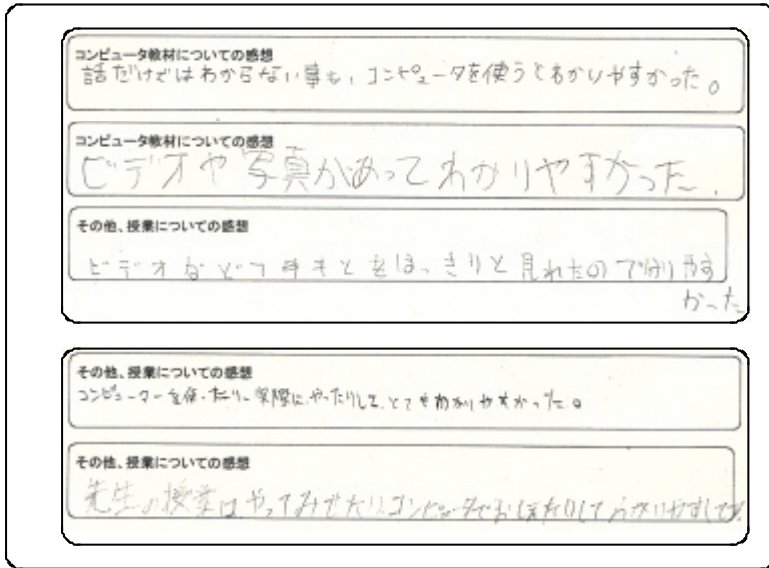 コンピュータ教材についての感想
話だけではわからない事も、コンピュータを使うとわかりやすかった。
コンピュータ教材についての感想
ビデオや写真があってわかりやすかった.
その他、授業についての感想
ビデオなどで手もとをはっきりと見れたので分りやす
かった
その他、授業についての感想
コンピューターを使ったり、実際にやったりして、とてもわかりやすかった。
その他、授業についての感想
先生の授業はやってみせたりコンピュータで
わかりやすくて